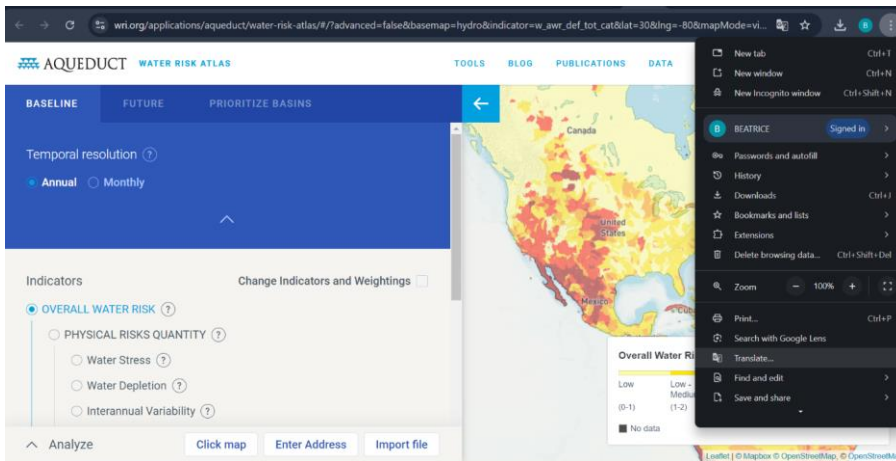 wri.org/applications/aqueduct/water-risk-atlas/#/?advanced=false&basemap=hydro&indicator=w_awr_def_tot_cat&lat=30&lng=-80&mapMode=vi...
AQUEDUCT WATER RISK ATLAS
TOOLS BLOG PUBLICATIONS DATA
BASELINE FUTURE PRIORITIZE BASINS
Temporal resolution ?
Annual Monthly
Indicators Change Indicators and Weightings
OVERALL WATER RISK ?
PHYSICAL RISKS QUANTITY ?
Water Stress ?
Water Depletion ?
Interannual Variability ?
Analyze Click map Enter Address Import file
Canada
United
States
Mexico
Overall Water Ri
Low Low -
Mediu
(0-1) (1-2)
No data
Leaflet | © Mapbox © OpenStreetMap, © OpenStreetMa
B
New tab Ctrl+T
New window Ctrl+N
New Incognito window Ctrl+Shift+N
B BEATRICE Signed in
Passwords and autofill
History
Downloads Ctrl+J
Bookmarks and lists
Extensions
Delete browsing data... Ctrl+Shift+Del
Zoom − 100% +
Print... Ctrl+P
Search with Google Lens
Translate...
Find and edit
Save and share